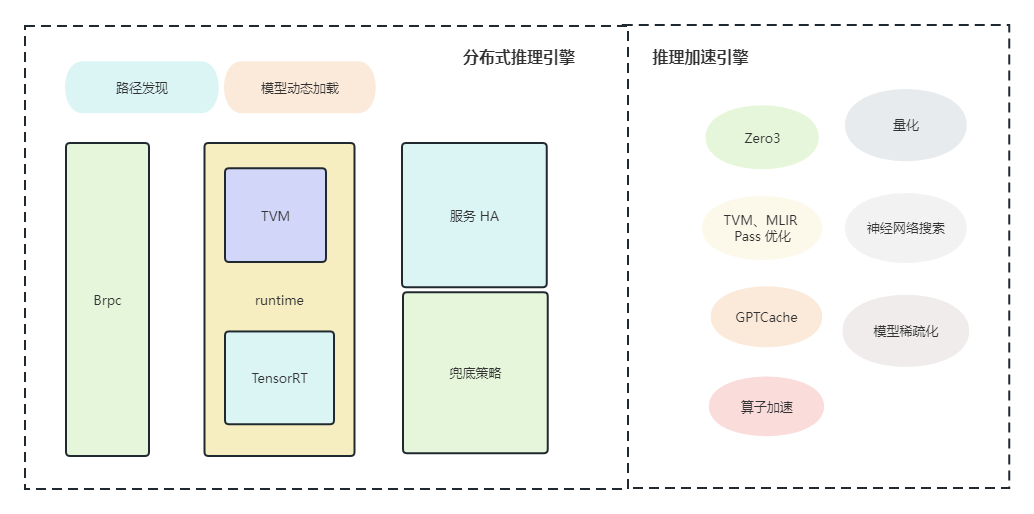 分布式推理引擎
路径发现
模型动态加载
Brpc
TVM
runtime
TensorRT
服务 HA
兜底策略
推理加速引擎
Zero3
量化
TVM、MLIR
Pass 优化
神经网络搜索
GPTCache
模型稀疏化
算子加速